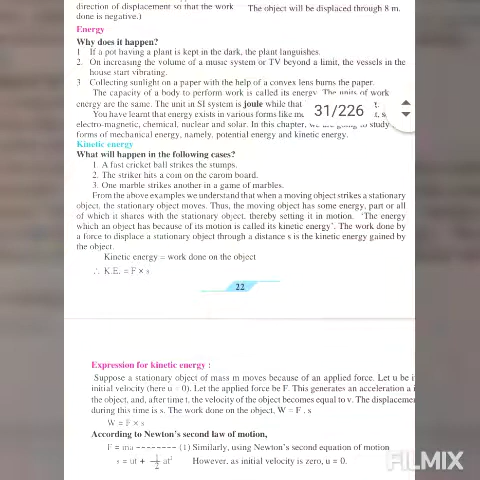 direction of displacement so that the work
done is negative.)
The object will be displaced through 8 m.
Energy
Why does it happen?
1 If a pot having a plant is kept in the dark, the plant languishes.
2. On increasing the volume of a music system or TV beyond a limit, the vessels in the
house start vibrating.
3 Collecting sunlight on a paper with the help of a convex lens burns the paper.
The capacity of a body to perform work is called its energy. The units of work
energy are the same. The unit in SI system is joule while that
31/226
You have learnt that energy exists in various forms like
electro-magnetic, chemical, nuclear and solar. In this chapter, we are going to study
forms of mechanical energy, namely, potential energy and kinetic energy.
Kinetic energy
What will happen in the following cases?
1. A fast cricket ball strikes the stumps.
2. The striker hits a coin on the carom board.
3. One marble strikes another in a game of marbles.
From the above examples we understand that when a moving object strikes a stationary
object, the stationary object moves. Thus, the moving object has some energy, part or all
of which it shares with the stationary object, thereby setting it in motion. 'The energy
which an object has because of its motion is called its kinetic energy'. The work done by
a force to displace a stationary object through a distance s is the kinetic energy gained by
the object.
Kinetic energy = work done on the object
∴ K.E. = F × s
22
Expression for kinetic energy :
Suppose a stationary object of mass m moves because of an applied force. Let u be i
initial velocity (here u = 0). Let the applied force be F. This generates an acceleration a i
the object, and, after time t, the velocity of the object becomes equal to v. The displaceme
during this time is s. The work done on the object, W = F . s
W = F × s
According to Newton's second law of motion,
F = ma -------- (1) Similarly, using Newton's second equation of motion
s = ut + 1/2 at² However, as initial velocity is zero, u = 0.
FILMIX